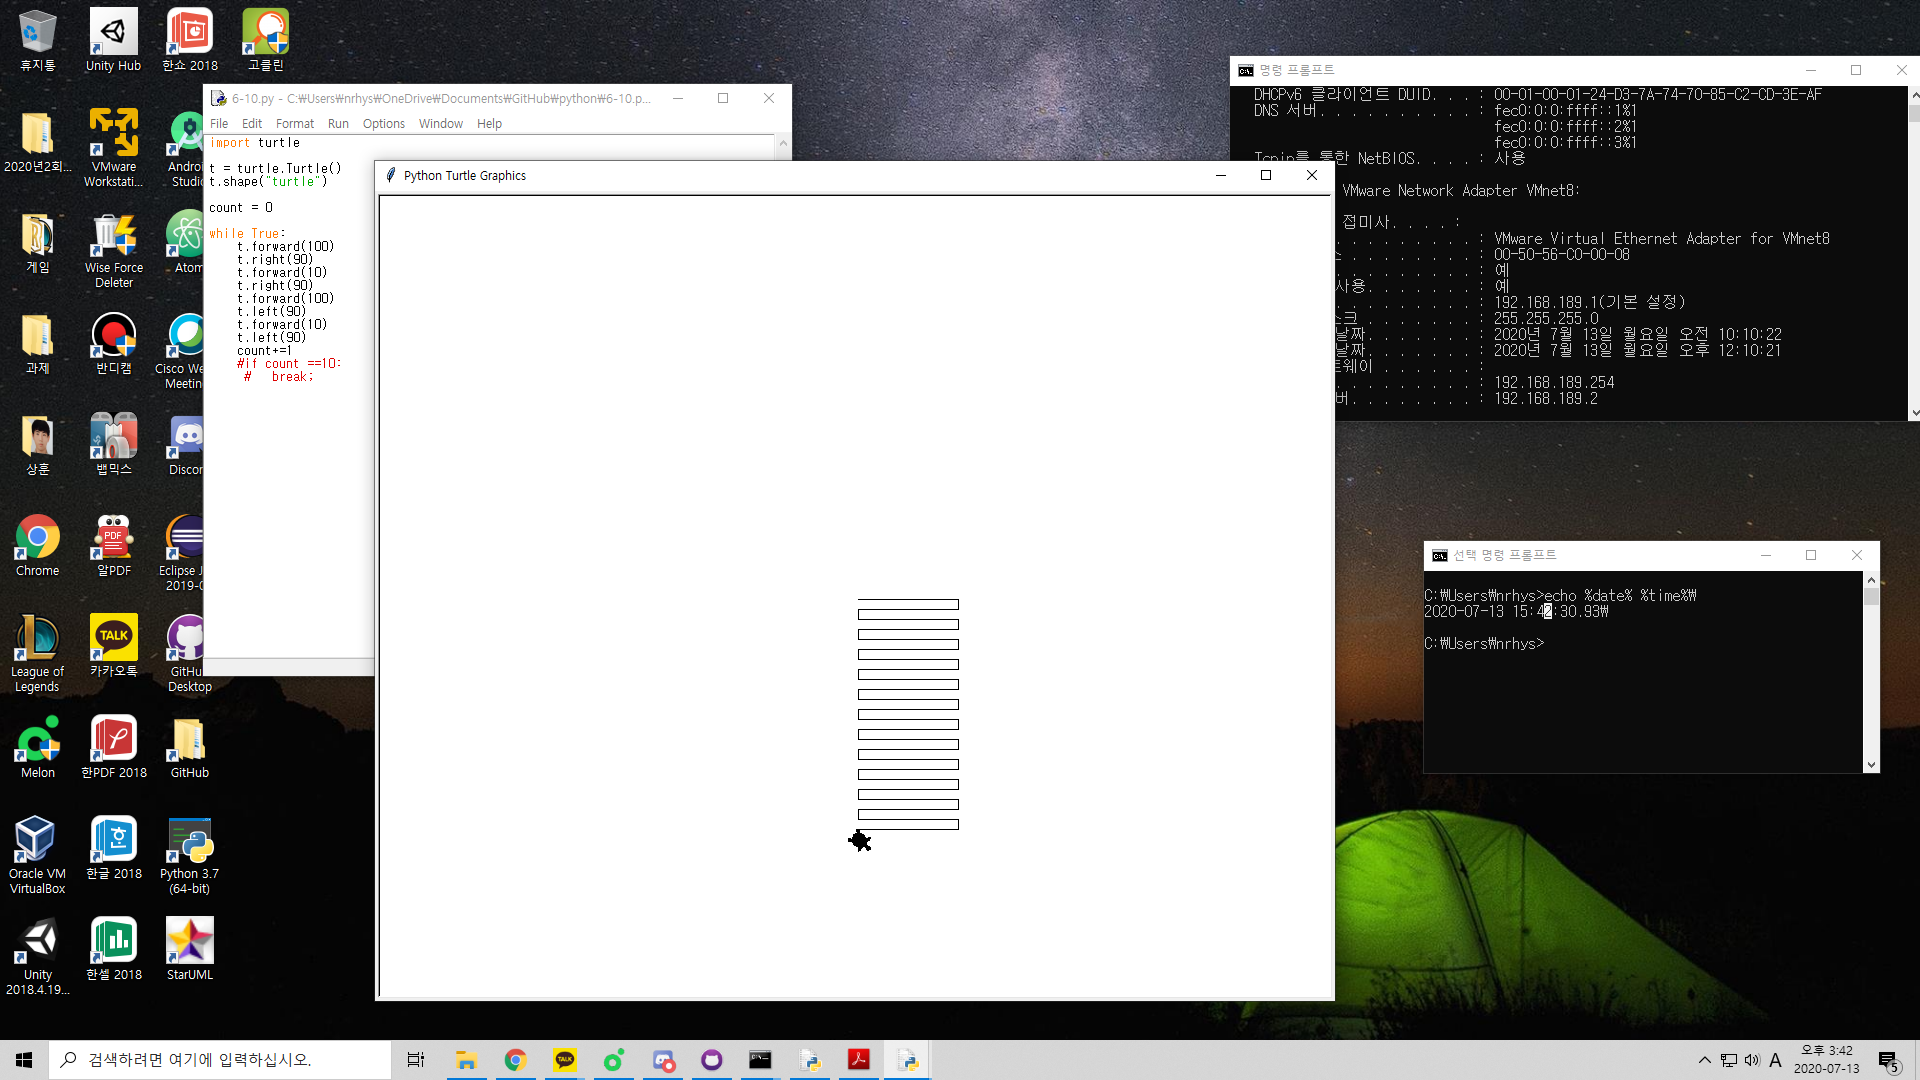 휴지통
Unity Hub
한쇼 2018
고클린
2020년2회...
VMware
Workstati...
Androi
Studi
게임
Wise Force
Deleter
Atom
과제
반디캠
Cisco We
Meetin
상훈
뱁믹스
Discor
Chrome
알PDF
Eclipse J
2019-0
League of
Legends
카카오톡
GitHu
Desktop
Melon
한PDF 2018
GitHub
Oracle VM
VirtualBox
한글 2018
Python 3.7
(64-bit)
Unity
2018.4.19...
한셀 2018
StarUML
6-10.py - C:₩Users₩nrhys₩OneDrive₩Documents₩GitHub₩python₩6-10.p...
File Edit Format Run Options Window Help
import turtle
t = turtle.Turtle()
t.shape("turtle")
count = 0
while True:
t.forward(100)
t.right(90)
t.forward(10)
t.right(90)
t.forward(100)
t.left(90)
t.forward(10)
t.left(90)
count+=1
#if count ==10:
#   break;
Python Turtle Graphics
명령 프롬프트
DHCPv6 클라이언트 DUID. . . : 00-01-00-01-24-D3-7A-74-70-85-C2-CD-3E-AF
DNS 서버. . . . . . . . . . : fec0:0:0:ffff::1%1
fec0:0:0:ffff::2%1
fec0:0:0:ffff::3%1
Tcpip를 통한 NetBIOS. . . . : 사용
VMware Network Adapter VMnet8:
접미사. . . . :
. . . . . . . . . : VMware Virtual Ethernet Adapter for VMnet8
. . . . . . . . : 00-50-56-C0-00-08
. . . . . . . . . : 예
사용. . . . . . . : 예
. . . . . . . . . : 192.168.189.1(기본 설정)
스크 . . . . . . . : 255.255.255.0
날짜. . . . . . . : 2020년 7월 13일 월요일 오전 10:10:22
날짜. . . . . . . : 2020년 7월 13일 월요일 오후 12:10:21
트웨이 . . . . . . :
. . . . . . . . . : 192.168.189.254
버. . . . . . . . : 192.168.189.2
선택 명령 프롬프트
C:₩Users₩nrhys>echo %date% %time%₩
2020-07-13 15:42:30.93₩
C:₩Users₩nrhys>
검색하려면 여기에 입력하십시오.
TALK
A
오후 3:42
2020-07-13
5